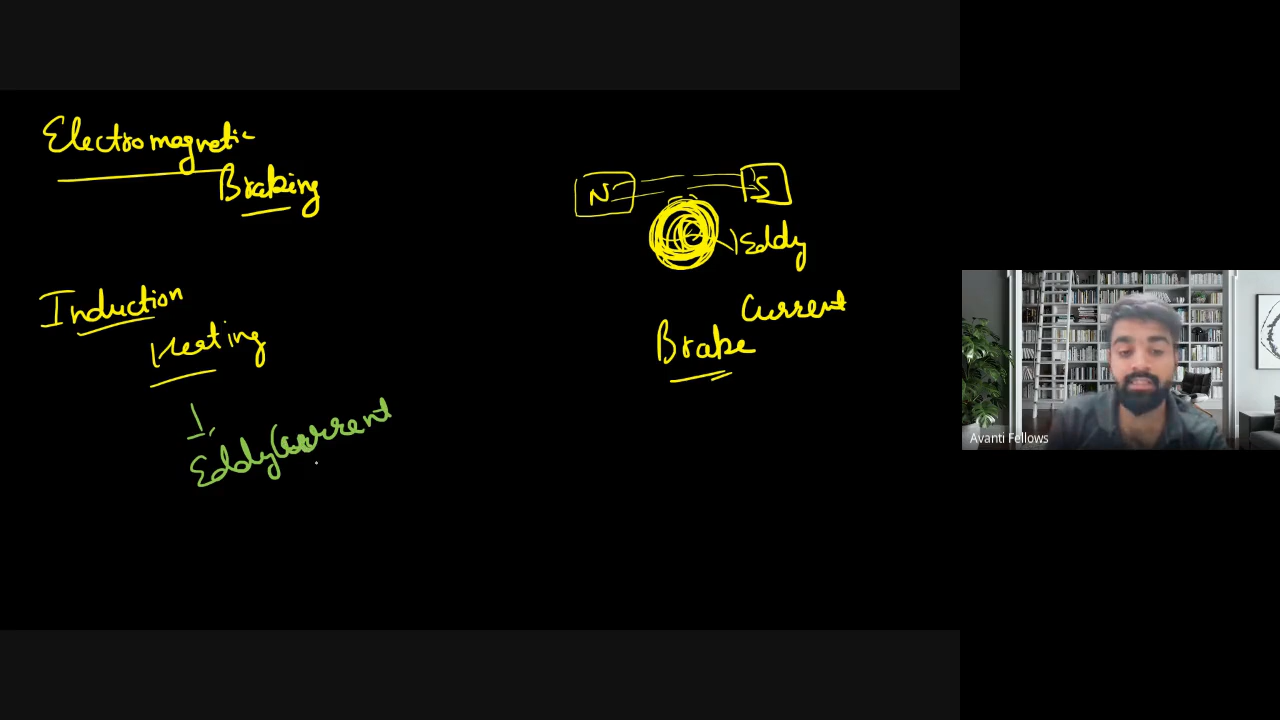 Electromagnetic
Braking
N
S
Eddy
Current
Brake
Induction
Heating
Eddy Current
Avanti Fellows